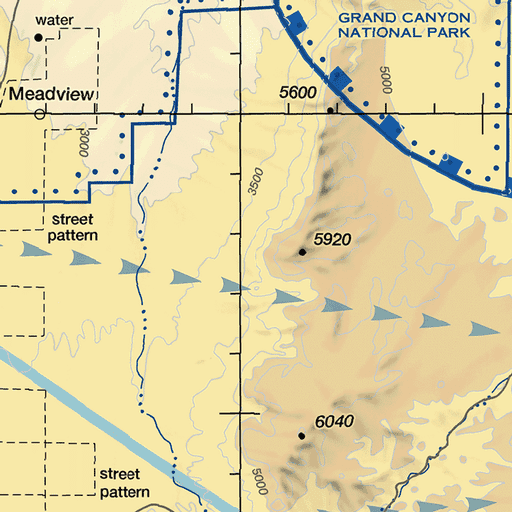 GRAND CANYON
NATIONAL PARK
water
5000
Meadview
5600
3000
3500
street
pattern
5920
6040
street
pattern
5000